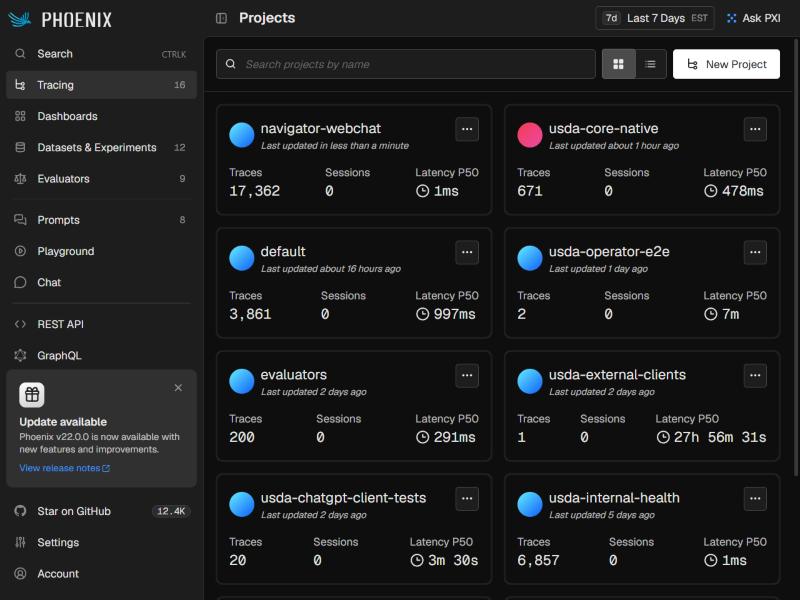 PHOENIX
Search CTRLK
Tracing 16
Dashboards
Datasets & Experiments 12
Evaluators 9
Prompts 8
Playground
Chat
REST API
GraphQL
Update available
Phoenix v22.0.0 is now available with
new features and improvements.
View release notes
Star on GitHub 12.4K
Settings
Account
Projects
7d Last 7 Days EST
Ask PXI
Search projects by name
New Project
navigator-webchat
Last updated in less than a minute
Traces Sessions Latency P50
17,362 0 1ms
usda-core-native
Last updated about 1 hour ago
Traces Sessions Latency P50
671 0 478ms
default
Last updated about 16 hours ago
Traces Sessions Latency P50
3,861 0 997ms
usda-operator-e2e
Last updated 1 day ago
Traces Sessions Latency P50
2 0 7m
evaluators
Last updated 2 days ago
Traces Sessions Latency P50
200 0 291ms
usda-external-clients
Last updated 2 days ago
Traces Sessions Latency P50
1 0 27h 56m 31s
usda-chatgpt-client-tests
Last updated 2 days ago
Traces Sessions Latency P50
20 0 3m 30s
usda-internal-health
Last updated 5 days ago
Traces Sessions Latency P50
6,857 0 1ms